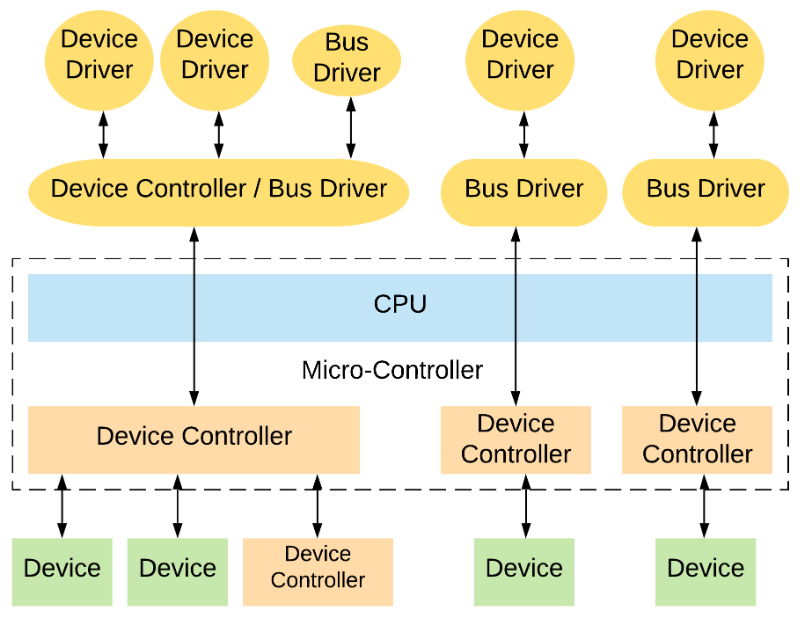 Device
Driver
Device
Driver
Bus
Driver
Device
Driver
Device
Driver
Device Controller / Bus Driver
Bus Driver
Bus Driver
CPU
Micro-Controller
Device Controller
Device
Controller
Device
Controller
Device
Device
Device
Controller
Device
Device